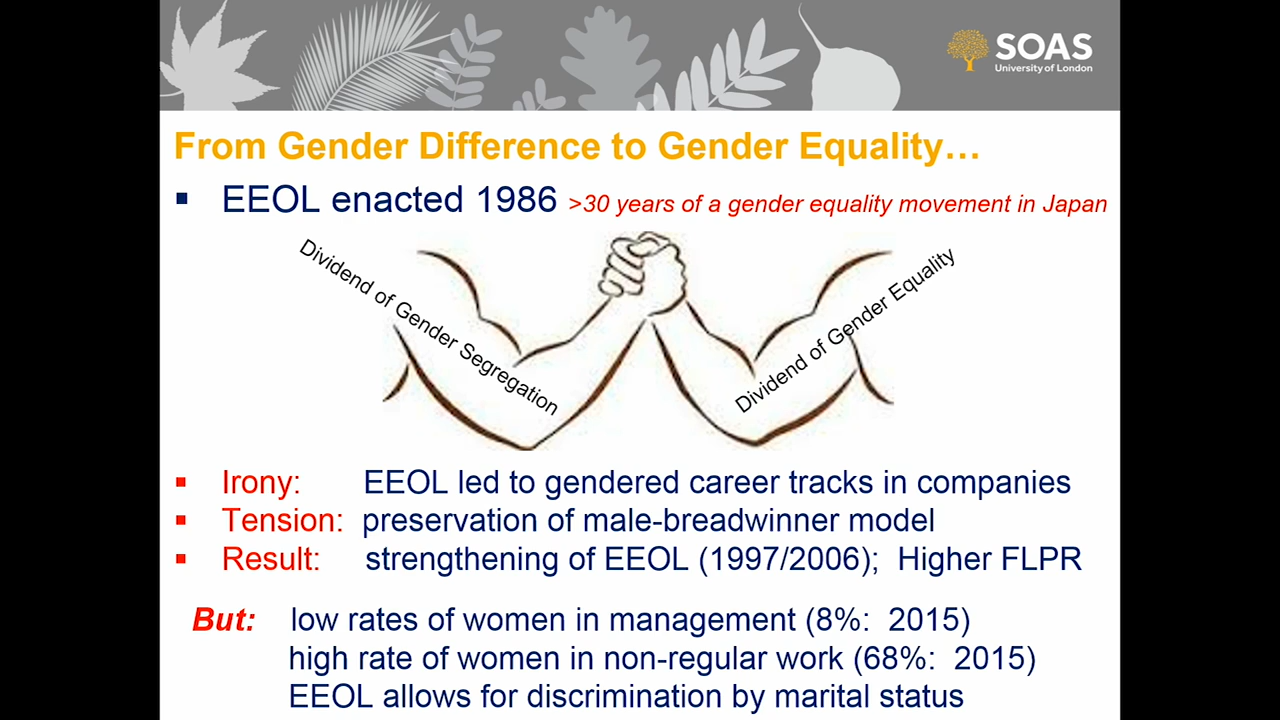 SOAS
University of London
From Gender Difference to Gender Equality…
▪ EEOL enacted 1986 >30 years of a gender equality movement in Japan
Dividend of Gender Segregation
Dividend of Gender Equality
▪ Irony: EEOL led to gendered career tracks in companies
▪ Tension: preservation of male-breadwinner model
▪ Result: strengthening of EEOL (1997/2006); Higher FLPR
But: low rates of women in management (8%: 2015)
high rate of women in non-regular work (68%: 2015)
EEOL allows for discrimination by marital status